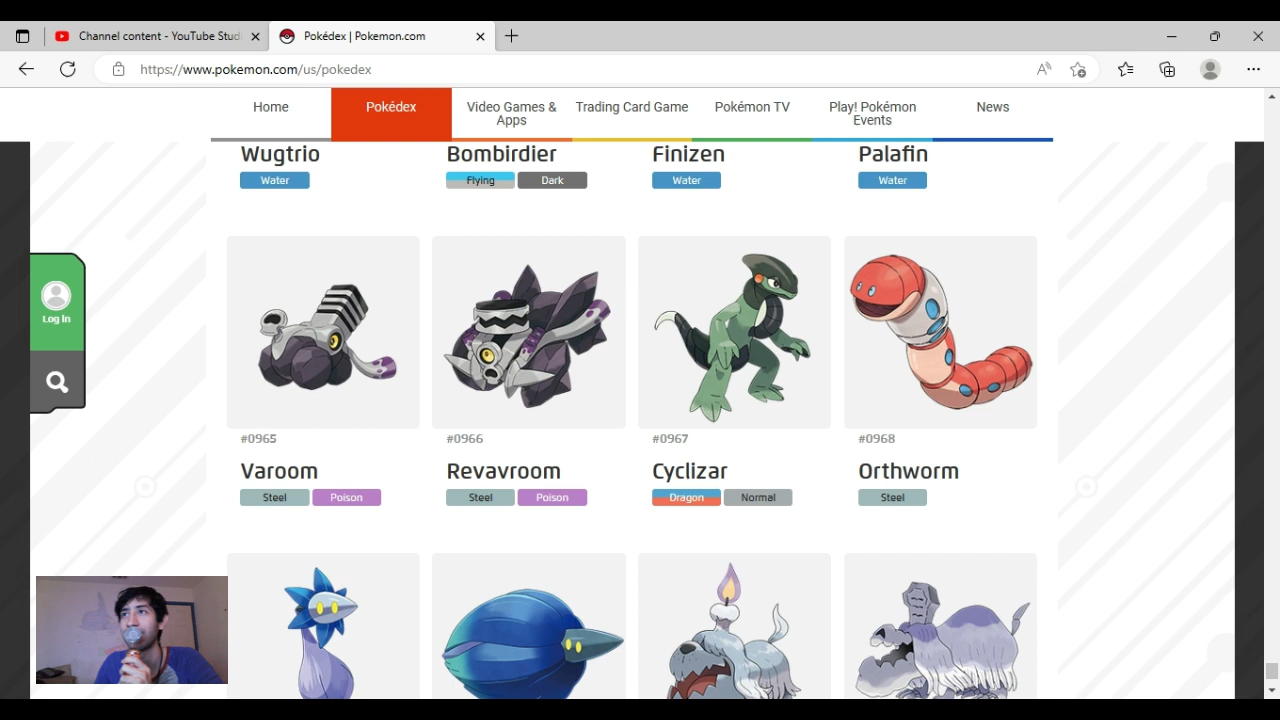 Channel content - YouTube Studi
Pokédex | Pokemon.com
https://www.pokemon.com/us/pokedex
Home
Pokédex
Video Games &
Apps
Trading Card Game
Pokémon TV
Play! Pokémon
Events
News
Wugtrio
Bombirdier
Finizen
Palafin
Water
Flying
Dark
Water
Water
Log in
#0965
#0966
#0967
#0968
Varoom
Revavroom
Cyclizar
Orthworm
Steel
Poison
Steel
Poison
Dragon
Normal
Steel